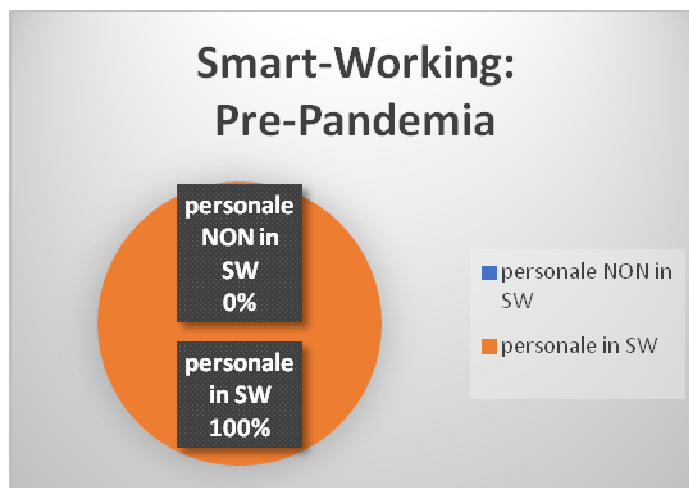 Smart-Working:
Pre-Pandemia
personale
NON in
SW
0%
personale
in SW
100%
personale NON in
SW
personale in SW